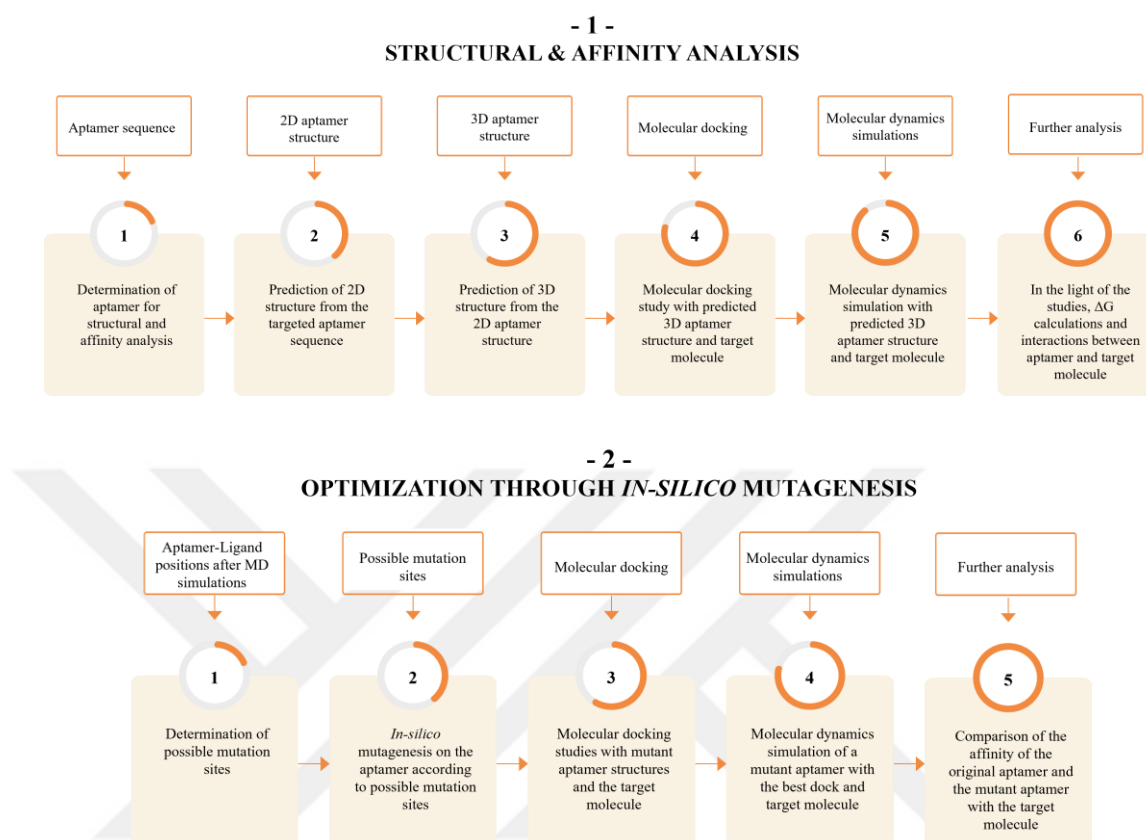 - 1 -
STRUCTURAL & AFFINITY ANALYSIS
Aptamer sequence
2D aptamer
structure
3D aptamer
structure
Molecular docking
Molecular dynamics
simulations
Further analysis
1
2
3
4
5
6
Determination of
aptamer for
structural and
affinity analysis
Prediction of 2D
structure from the
targeted aptamer
sequence
Prediction of 3D
structure from the
2D aptamer
structure
Molecular docking
study with predicted
3D aptamer
structure and target
molecule
Molecular dynamics
simulation with
predicted 3D
aptamer structure
and target molecule
In the light of the
studies, ΔG
calculations and
interactions between
aptamer and target
molecule
- 2 -
OPTIMIZATION THROUGH IN-SILICO MUTAGENESIS
Aptamer-Ligand
positions after MD
simulations
Possible mutation
sites
Molecular docking
Molecular dynamics
simulations
Further analysis
1
2
3
4
5
Determination of
possible mutation
sites
In-silico
mutagenesis on the
aptamer according
to possible mutation
sites
Molecular docking
studies with mutant
aptamer structures
and the target
molecule
Molecular dynamics
simulation of a
mutant aptamer with
the best dock and
target molecule
Comparison of the
affinity of the
original aptamer and
the mutant aptamer
with the target
molecule